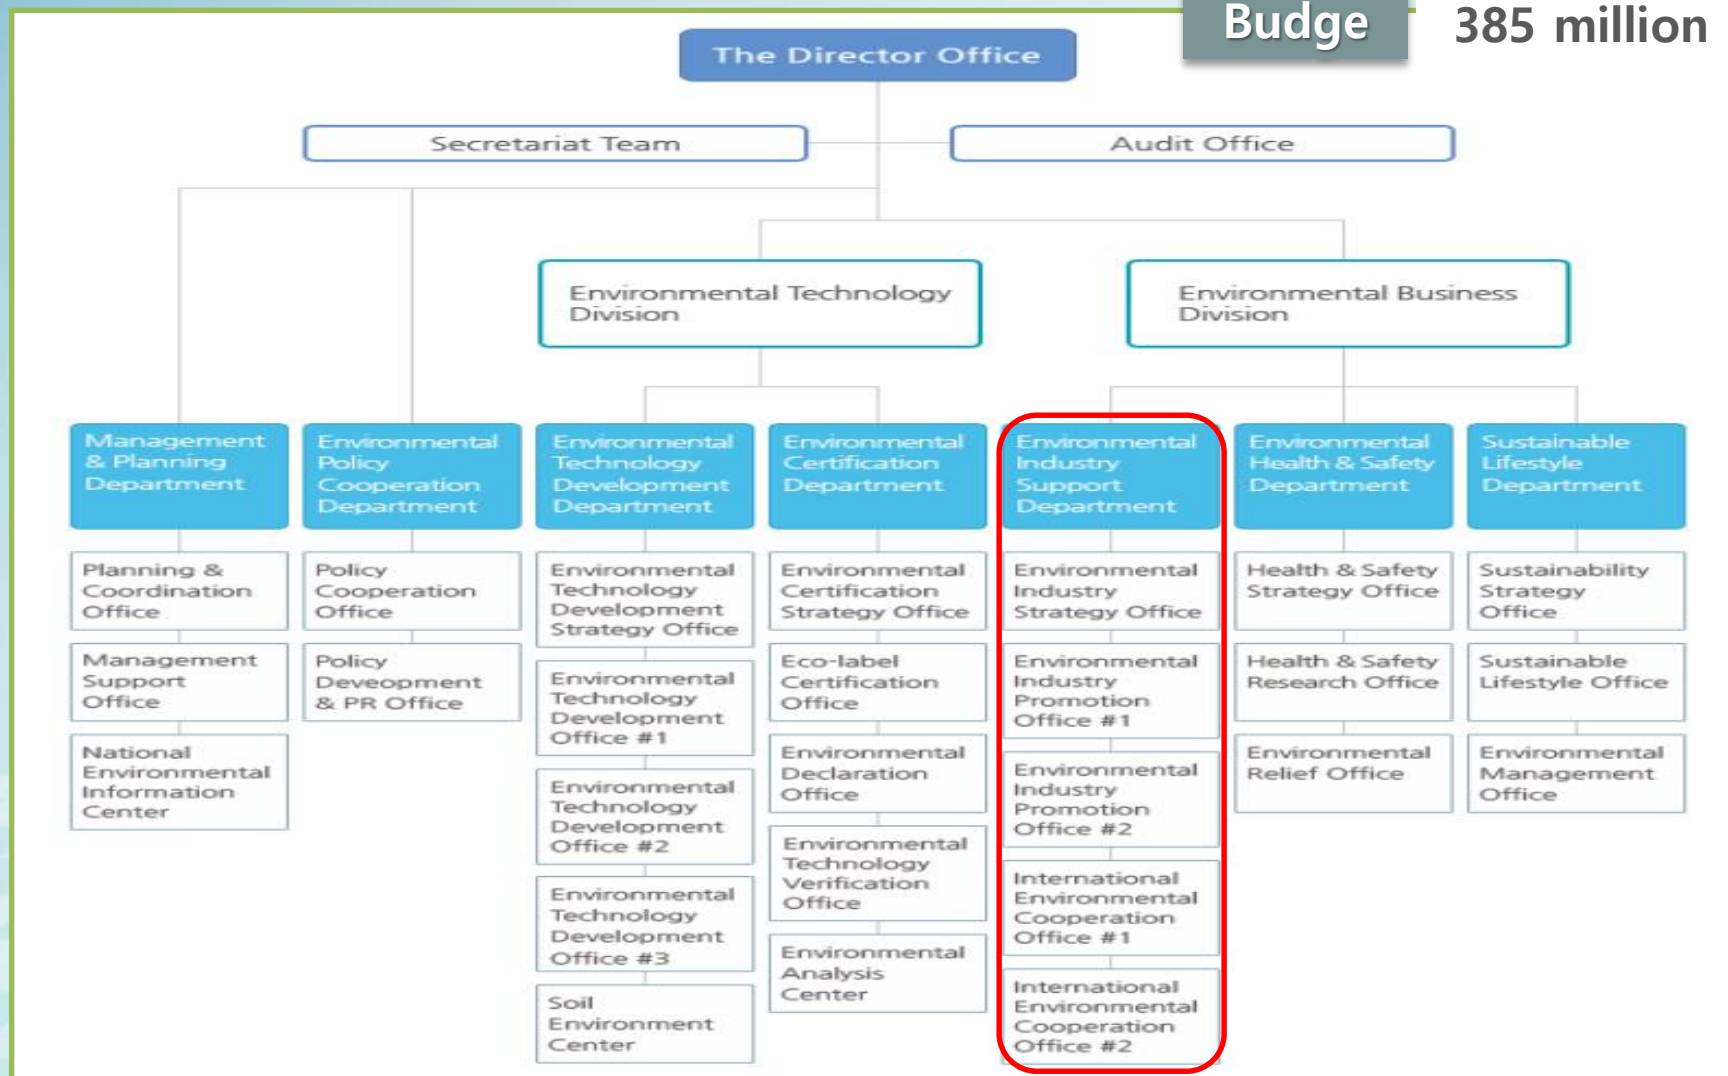 Budge
385 million
The Director Office
Secretariat Team
Audit Office
Environmental Technology
Division
Environmental Business
Division
Management
& Planning
Department
Environmental
Policy
Cooperation
Department
Environmental
Technology
Development
Department
Environmental
Certification
Department
Environmental
Industry
Support
Department
Environmental
Health & Safety
Department
Sustainable
Lifestyle
Department
Planning &
Coordination
Office
Management
Support
Office
National
Environmental
Information
Center
Policy
Cooperation
Office
Policy
Deveopment
& PR Office
Environmental
Technology
Development
Strategy Office
Environmental
Technology
Development
Office #1
Environmental
Technology
Development
Office #2
Environmental
Technology
Development
Office #3
Soil
Environment
Center
Environmental
Certification
Strategy Office
Eco-label
Certification
Office
Environmental
Declaration
Office
Environmental
Technology
Verification
Office
Environmental
Analysis
Center
Environmental
Industry
Strategy Office
Environmental
Industry
Promotion
Office #1
Environmental
Industry
Promotion
Office #2
International
Environmental
Cooperation
Office #1
International
Environmental
Cooperation
Office #2
Health & Safety
Strategy Office
Health & Safety
Research Office
Environmental
Relief Office
Sustainability
Strategy
Office
Sustainable
Lifestyle Office
Environmental
Management
Office